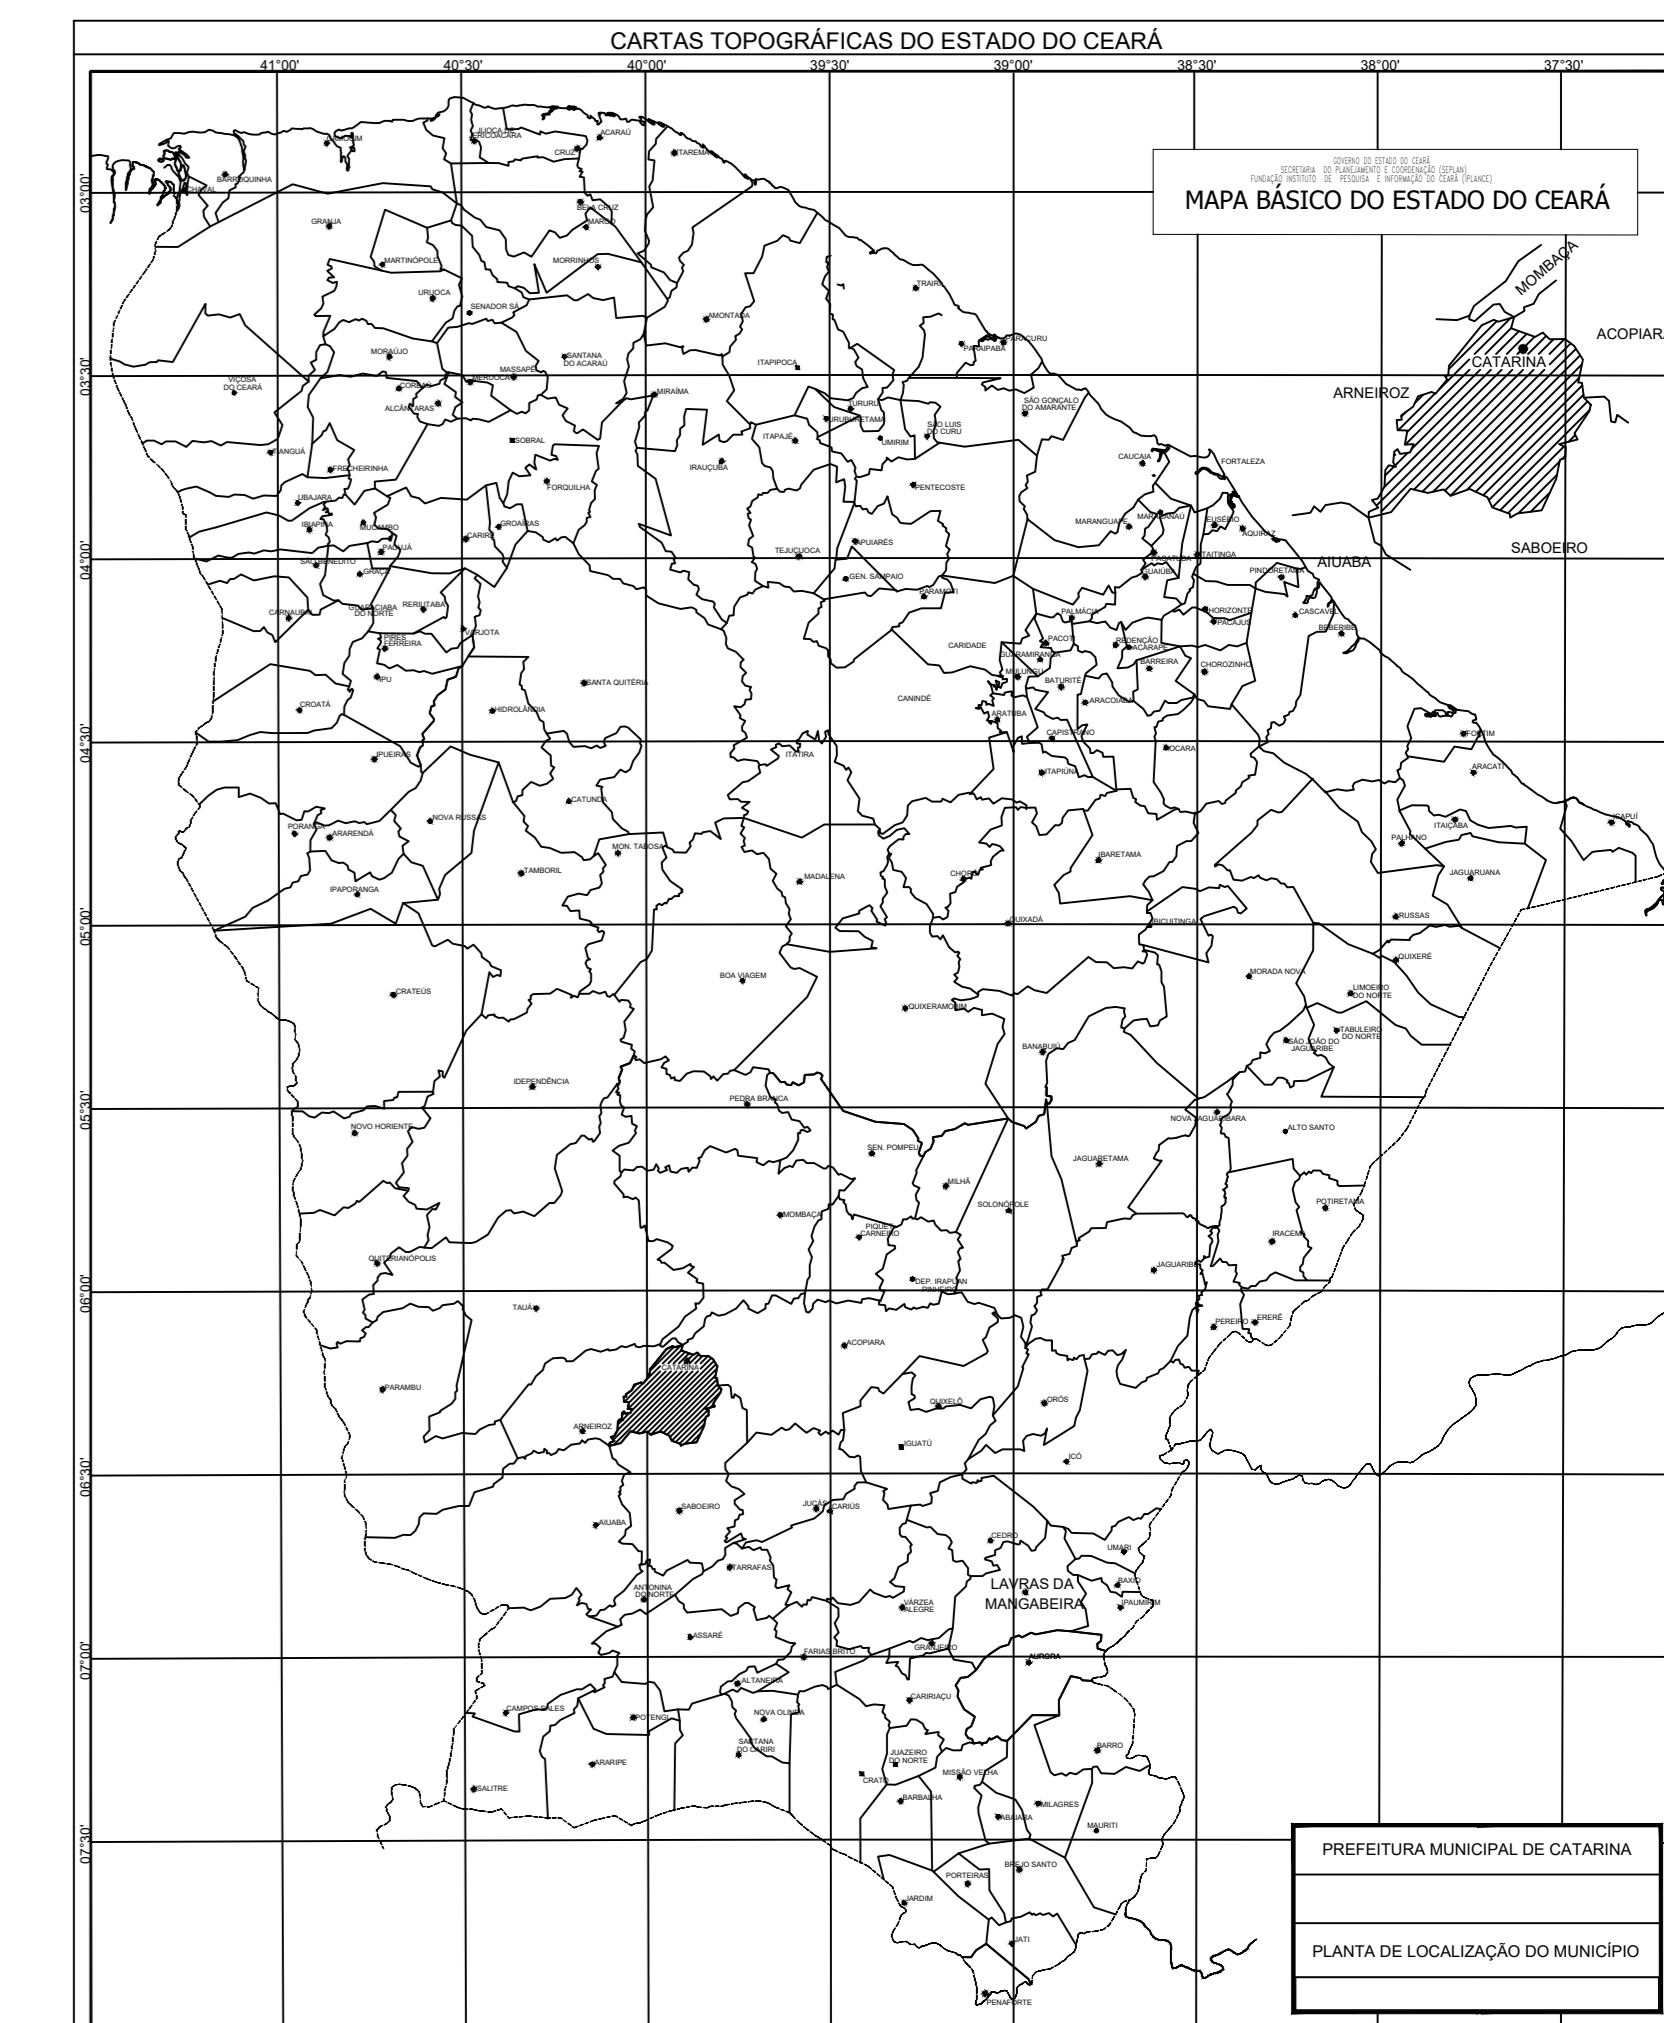 CARTAS TOPOGRÁFICAS DO ESTADO DO CEARÁ
41°00' 40°30' 40°00' 39°30' 39°00' 38°30' 38°00' 37°30'
GOVERNO DO ESTADO DO CEARÁ
SECRETARIA DO PLANEJAMENTO E COORDENAÇÃO (SEPLAN)
FUNDAÇÃO INSTITUTO DE PESQUISA E INFORMAÇÃO DO CEARÁ (IPLANCE)
MAPA BÁSICO DO ESTADO DO CEARÁ
MOMBAÇA
ACOPIARA
CATARINA
ARNEIROZ
SABOEIRO
AIUABA
03°00'
03°30'
04°00'
04°30'
05°00'
05°30'
06°00'
06°30'
07°00'
07°30'
CAMOCIM
ERICOACARA
ACARAÚ
CRUZ
ITAREMA
BARROQUINHA
CHAVAL
BELA CRUZ
MARCO
GRANJA
MARTINÓPOLE
MORRINHOS
URUOCA
SENADOR SÁ
TRAIRI
AMONTADA
PARAIPABA
PARACURU
MORAÚJO
SANTANA
DO ACARAÚ
ITAPIPOCA
MASSAPÊ
MERUOCA
VIÇOSA
DO CEARÁ
COREAÚ
MIRAÍMA
ALCÂNTARAS
TURURU
URUBURETAMA
SÃO GONÇALO
DO AMARANTE
SÃO LUIS
DO CURU
SOBRAL
ITAPAJÉ
UMIRIM
TIANGUÁ
FRECHEIRINHA
IRAUÇUBA
CAUCAIA
FORTALEZA
FORQUILHA
PENTECOSTE
UBAJARA
IBIAPINA
MUCAMBO
GROAÍRAS
MARANGUAPE
MARACANAÚ
EUSÉBIO
AQUIRAZ
CARIRÉ
PACUJÁ
TEJUÇUOCA
APUIARÉS
PACATUBA
ITAITINGA
SÃO BENEDITO
GRAÇA
GEN. SAMPAIO
GUAIÚBA
PINDORETAMA
PARAMOTI
CARNAUBAL
GUARACIABA
DO NORTE
RERIUTABA
PALMÁCIA
HORIZONTE
PACAJUS
CASCAVEL
BEBERIBE
VARJOTA
PIRES
FERREIRA
CARIDADE
PACOTI
REDENÇÃO
ACARAPE
GUARAMIRANGA
BARREIRA
CHOROZINHO
MULUNGU
IPU
SANTA QUITÉRIA
BATURITÉ
CANINDÉ
ARACOIABA
CROATÁ
HIDROLÂNDIA
ARATUBA
CAPISTRANO
FORTIM
IPUEIRAS
ITATIRA
OCARA
ITAPIÚNA
ARACATI
CATUNDA
NOVA RUSSAS
PORANGA
ARARENDÁ
ITAIÇABA
ICAPUÍ
MON. TABOSA
PALHANO
IBARETAMA
TAMBORIL
MADALENA
CHORÓ
JAGUARUANA
IPAPORANGA
QUIXADÁ
IBICUITINGA
RUSSAS
QUIXERÉ
BOA VIAGEM
MORADA NOVA
CRATEÚS
LIMOEIRO
DO NORTE
QUIXERAMOBIM
TABULEIRO
DO NORTE
SÃO JOÃO DO
JAGUARIBE
BANABUIÚ
IDEPENDÊNCIA
PEDRA BRANCA
NOVA JAGUARIBARA
NOVO HORIENTE
ALTO SANTO
SEN. POMPEU
JAGUARETAMA
MILHÃ
MOMBAÇA
SOLONÓPOLE
POTIRETAMA
PIQUET
CARNEIRO
IRACEMA
QUITERIANÓPOLIS
JAGUARIBE
DEP. IRAPUAN
PINHEIRO
TAUÁ
PEREIRO
ERERÊ
ACOPIARA
CATARINA
PARAMBU
QUIXELÔ
ORÓS
ARNEIROZ
IGUATÚ
ICÓ
SABOEIRO
JUCÁS
CARIÚS
AIUABA
CEDRO
UMARI
TARRAFAS
LAVRAS DA
MANGABEIRA
BAXIO
IPAUMIRIM
ANTONINA
DO NORTE
VÁRZEA
ALEGRE
ASSARÉ
GRANJEIRO
FARIAS BRITO
AURORA
ALTANEIRA
CARIRIAÇU
CAMPOS SALES
POTENGI
NOVA OLINDA
SANTANA
DO CARIRI
JUAZEIRO
DO NORTE
BARRO
ARARIPE
CRATO
MISSÃO VELHA
SALITRE
BARBALHA
ABAIARA
MILAGRES
MAURITI
BREJO SANTO
PORTEIRAS
JARDIM
JATI
PENAFORTE
PREFEITURA MUNICIPAL DE CATARINA
PLANTA DE LOCALIZAÇÃO DO MUNICÍPIO